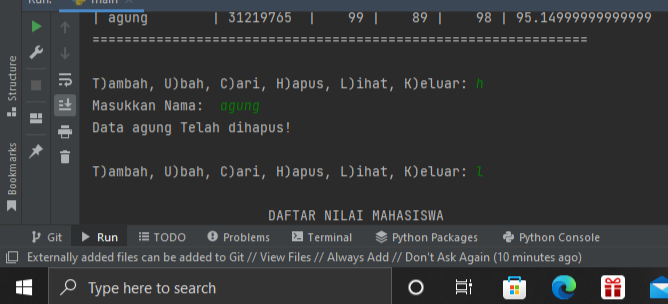 Run: main
| agung | 31219765 | 99 | 89 | 98 | 95.14999999999999
===============================================================
T)ambah, U)bah, C)ari, H)apus, L)ihat, K)eluar: h
Masukkan Nama: agung
Data agung Telah dihapus!
T)ambah, U)bah, C)ari, H)apus, L)ihat, K)eluar: l
DAFTAR NILAI MAHASISWA
Structure
Bookmarks
Git Run TODO Problems Terminal Python Packages Python Console
Externally added files can be added to Git // View Files // Always Add // Don't Ask Again (10 minutes ago)
Type here to search